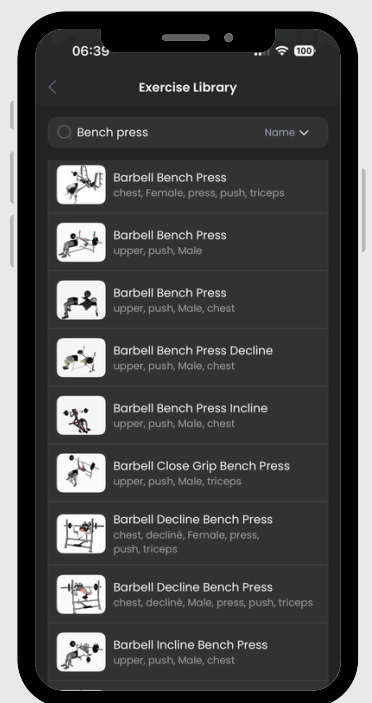 06:39
100
Exercise Library
Bench press
Name
Barbell Bench Press
chest, Female, press, push, triceps
Barbell Bench Press
upper, push, Male
Barbell Bench Press
upper, push, Male, chest
Barbell Bench Press Decline
upper, push, Male, chest
Barbell Bench Press Incline
upper, push, Male, chest
Barbell Close Grip Bench Press
upper, push, Male, triceps
Barbell Decline Bench Press
chest, decliné, Female, press,
push, triceps
Barbell Decline Bench Press
chest, decliné, Male, press, push, triceps
Barbell Incline Bench Press
upper, push, Male, chest